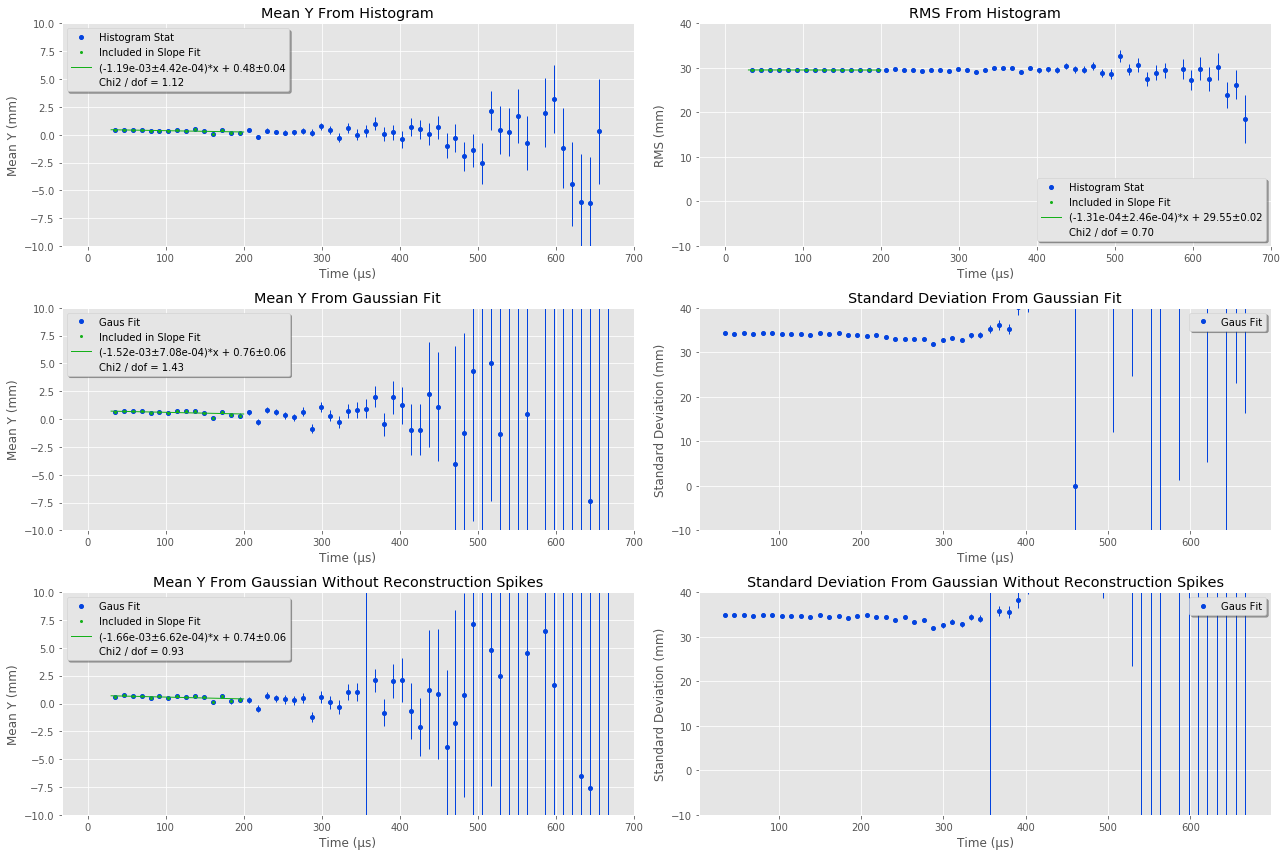 Mean Y From Histogram
Mean Y (mm)
10.0
7.5
5.0
2.5
0.0
−2.5
−5.0
−7.5
−10.0
Histogram Stat
Included in Slope Fit
(-1.19e-03±4.42e-04)*x + 0.48±0.04
Chi2 / dof = 1.12
0 100 200 300 400 500 600 700
Time (µs)
RMS From Histogram
RMS (mm)
40
30
20
10
0
−10
Histogram Stat
Included in Slope Fit
(-1.31e-04±2.46e-04)*x + 29.55±0.02
Chi2 / dof = 0.70
0 100 200 300 400 500 600 700
Time (µs)
Mean Y From Gaussian Fit
Mean Y (mm)
10.0
7.5
5.0
2.5
0.0
−2.5
−5.0
−7.5
−10.0
Gaus Fit
Included in Slope Fit
(-1.52e-03±7.08e-04)*x + 0.76±0.06
Chi2 / dof = 1.43
0 100 200 300 400 500 600 700
Time (µs)
Standard Deviation From Gaussian Fit
Standard Deviation (mm)
40
30
20
10
0
−10
Gaus Fit
100 200 300 400 500 600
Time (µs)
Mean Y From Gaussian Without Reconstruction Spikes
Mean Y (mm)
10.0
7.5
5.0
2.5
0.0
−2.5
−5.0
−7.5
−10.0
Gaus Fit
Included in Slope Fit
(-1.66e-03±6.62e-04)*x + 0.74±0.06
Chi2 / dof = 0.93
0 100 200 300 400 500 600 700
Time (µs)
Standard Deviation From Gaussian Without Reconstruction Spikes
Standard Deviation (mm)
40
30
20
10
0
−10
Gaus Fit
100 200 300 400 500 600
Time (µs)